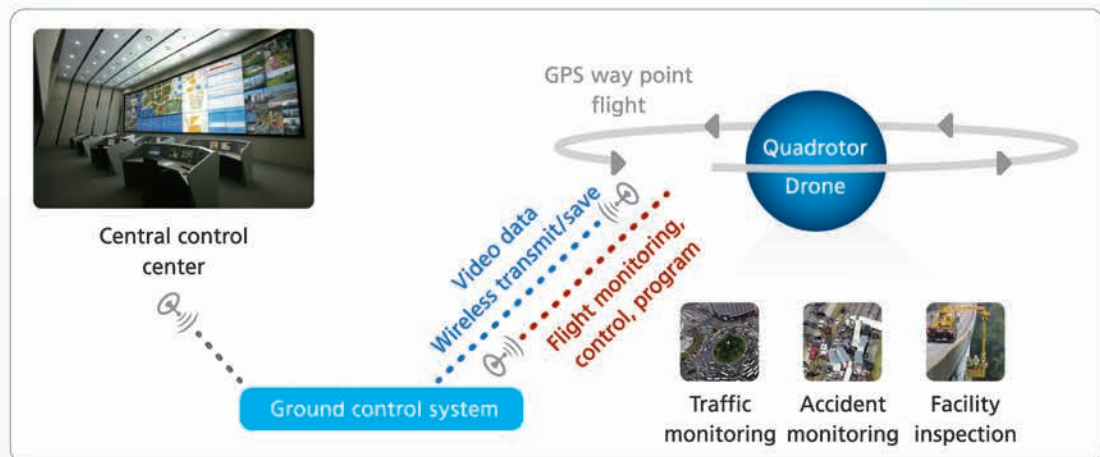 GPS way point
flight
Quadrotor
Drone
Central control
center
Video data
Wireless transmit/save
Flight monitoring,
control, program
Ground control system
Traffic
monitoring
Accident
monitoring
Facility
inspection